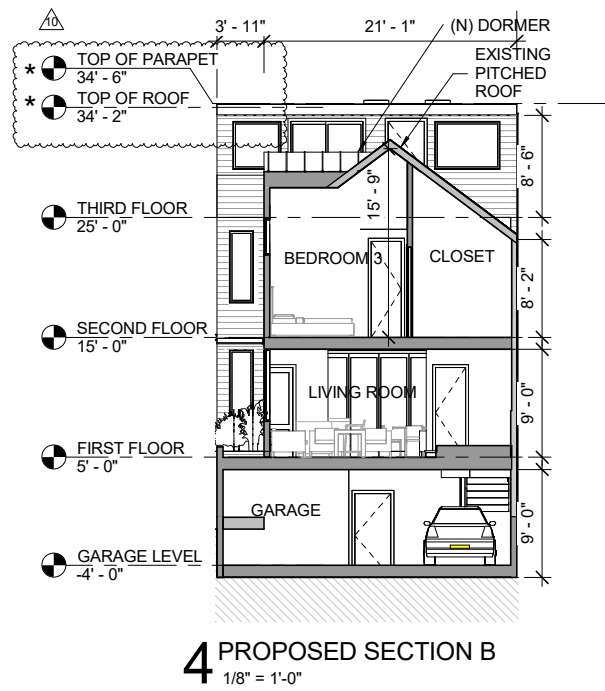 10
3' - 11"
21' - 1"
(N) DORMER
EXISTING
PITCHED
ROOF
* TOP OF PARAPET
34' - 6"
* TOP OF ROOF
34' - 2"
8' - 6"
15' - 9"
THIRD FLOOR
25' - 0"
BEDROOM 3
CLOSET
8' - 2"
SECOND FLOOR
15' - 0"
LIVING ROOM
9' - 0"
FIRST FLOOR
5' - 0"
GARAGE
9' - 0"
GARAGE LEVEL
-4' - 0"
4 PROPOSED SECTION B
1/8" = 1'-0"